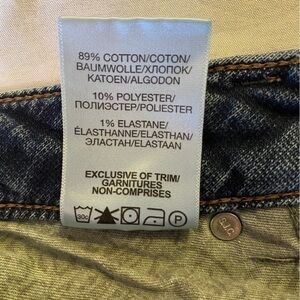 89% COTTON/COTON/
BAUMWOLLE/ХЛОПОК/
KATOEN/ALGODON
10% POLYESTER/
ПОЛИЭСТЕР/POLIESTER
1% ELASTANE/
ÉLASTHANNE/ELASTHAN/
ЭЛАСТАН/ELASTAAN
EXCLUSIVE OF TRIM/
GARNITURES
NON-COMPRISES
30C
P